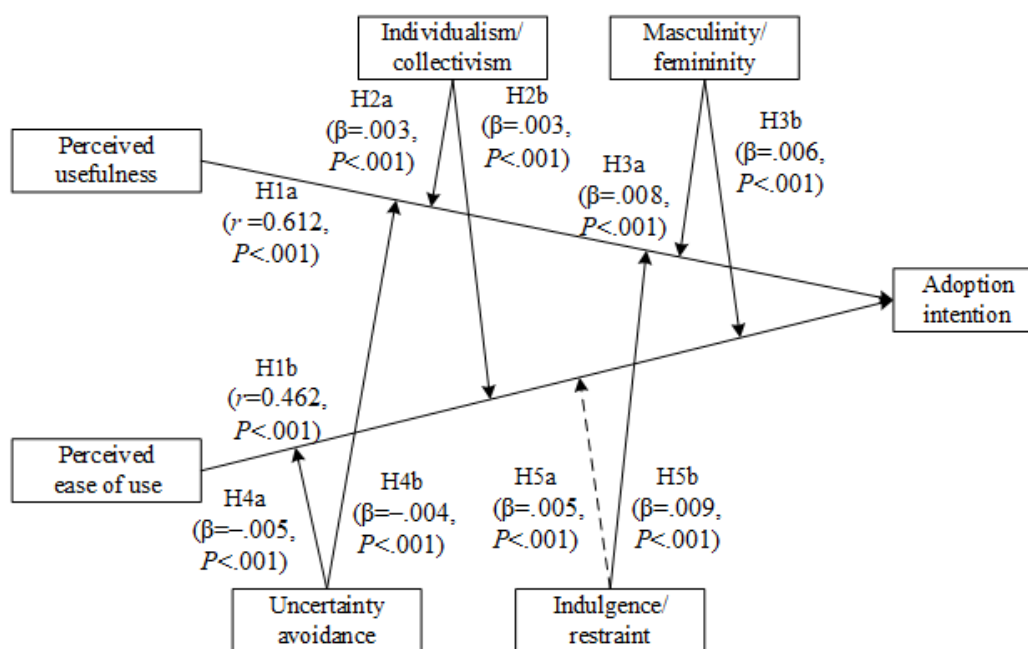 Individualism/
collectivism
Masculinity/
femininity
H2a
(β=.003,
P<.001)
H2b
(β=.003,
P<.001)
H3b
(β=.006,
P<.001)
Perceived
usefulness
H3a
(β=.008,
P<.001)
H1a
(r =0.612,
P<.001)
Adoption
intention
H1b
(r=0.462,
P<.001)
Perceived
ease of use
H4a
(β=–.005,
P<.001)
H4b
(β=–.004,
P<.001)
H5a
(β=.005,
P<.001)
H5b
(β=.009,
P<.001)
Uncertainty
avoidance
Indulgence/
restraint